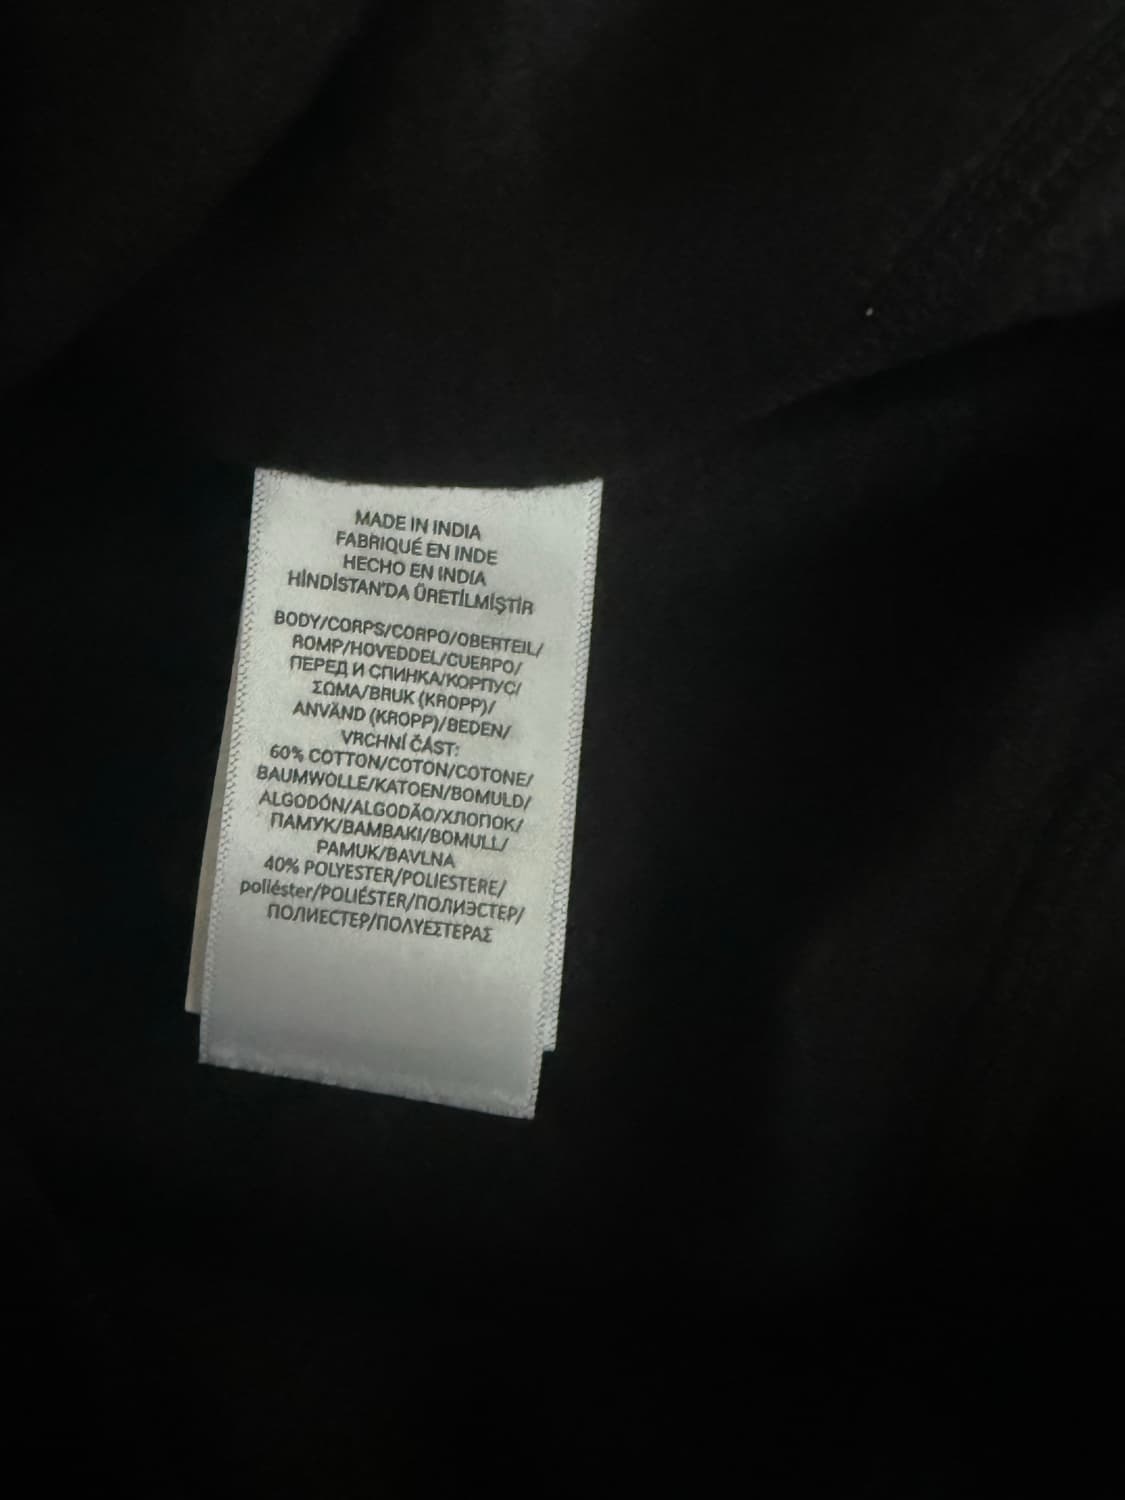 MADE IN INDIA
FABRIQUÉ EN INDE
HECHO EN INDIA
HİNDİSTAN'DA ÜRETİLMİŞTİR
BODY/CORPS/CORPO/OBERTEIL/
ROMP/HOVEDDEL/CUERPO/
ПЕРЕД И СПИНКА/КОРПУС/
ΣΩΜΑ/BRUK (KROPP)/
ANVÄND (KROPP)/BEDEN/
VRCHNÍ ČÁST:
60% COTTON/COTON/COTONE/
BAUMWOLLE/KATOEN/BOMULD/
ALGODÓN/ALGODÃO/ХЛОПОК/
ПАМУК/BAMBAKI/BOMULL/
PAMUK/BAVLNA
40% POLYESTER/POLIESTERE/
poliéster/POLIÉSTER/ПОЛИЭСТЕР/
ПОЛИЕСТЕР/ΠΟΛΥΕΣΤΕΡΑΣ